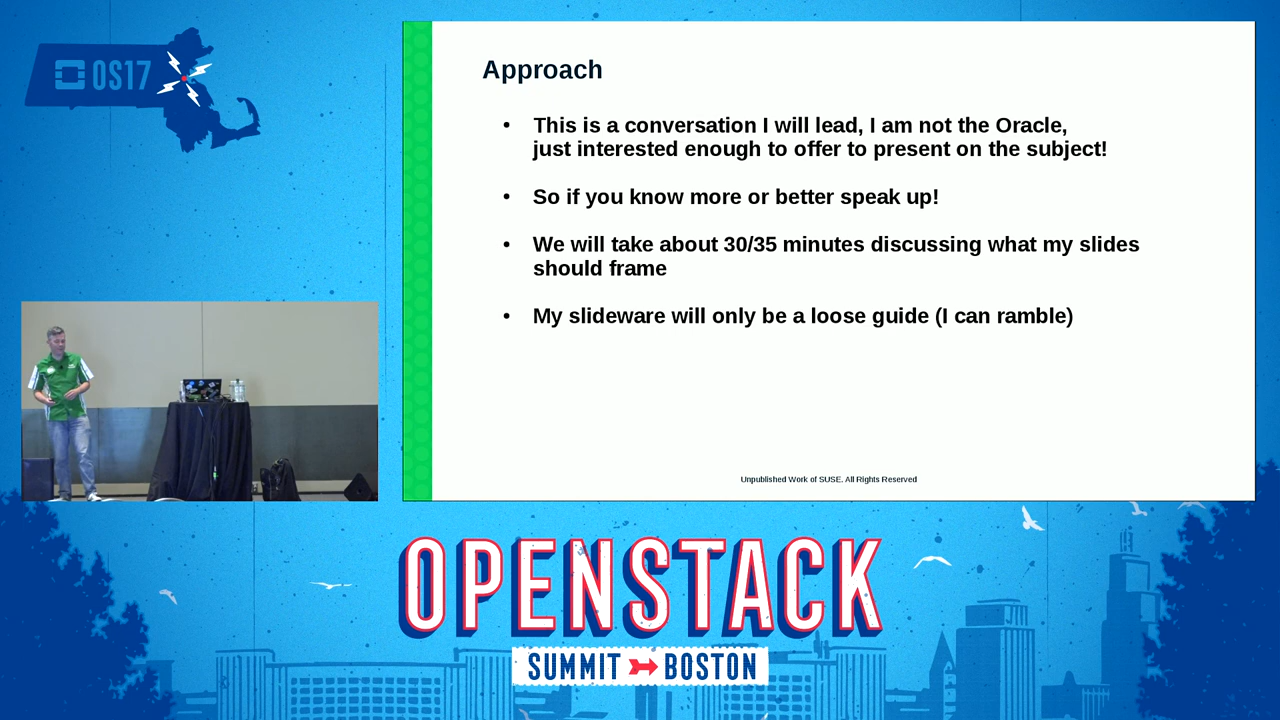 OS17
Approach
• This is a conversation I will lead, I am not the Oracle,
just interested enough to offer to present on the subject!
• So if you know more or better speak up!
• We will take about 30/35 minutes discussing what my slides
should frame
• My slideware will only be a loose guide (I can ramble)
Unpublished Work of SUSE. All Rights Reserved
OPENSTACK
SUMMIT BOSTON